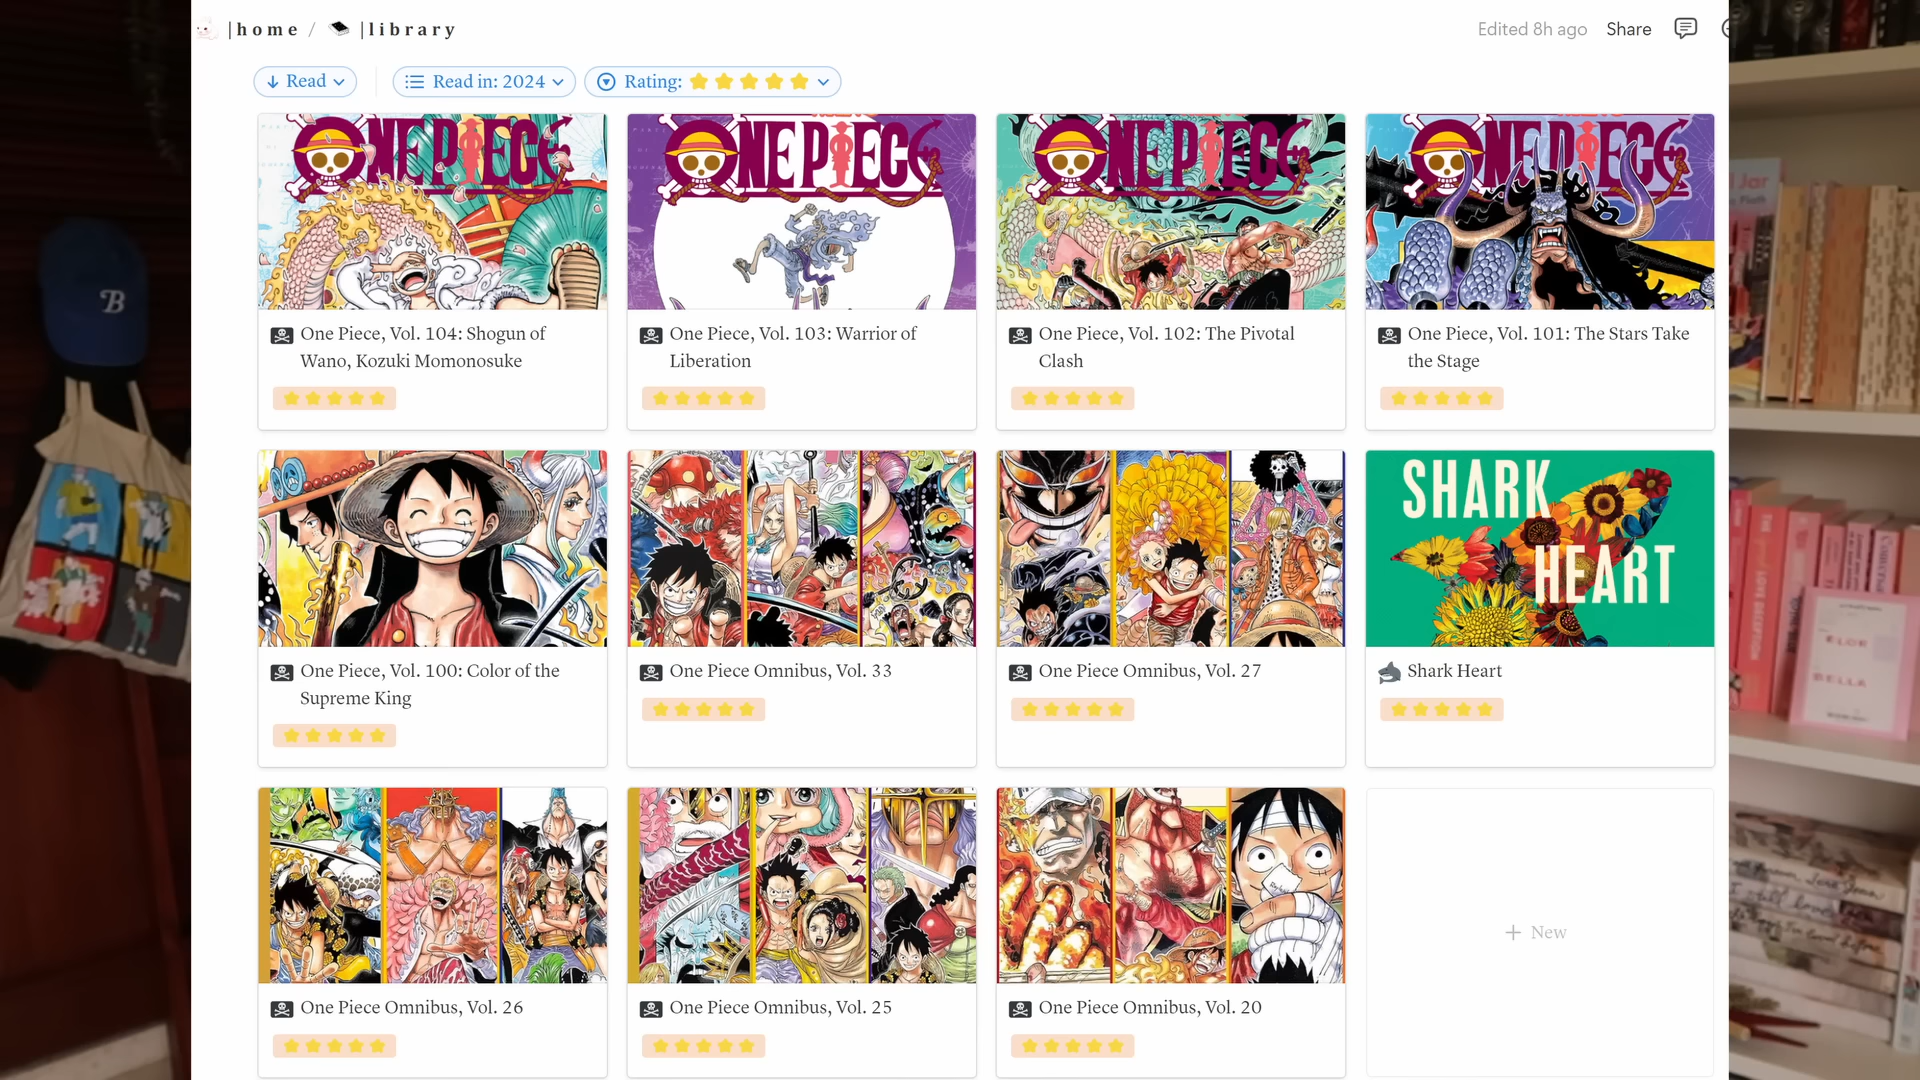 |home / |library
Edited 8h ago Share
Read
Read in: 2024
Rating:
ONE PIECE
ONE PIECE
ONE PIECE
ONE PIECE
B
One Piece, Vol. 104: Shogun of
Wano, Kozuki Momonosuke
One Piece, Vol. 103: Warrior of
Liberation
One Piece, Vol. 102: The Pivotal
Clash
One Piece, Vol. 101: The Stars Take
the Stage
SHARK
HEART
One Piece, Vol. 100: Color of the
Supreme King
One Piece Omnibus, Vol. 33
One Piece Omnibus, Vol. 27
Shark Heart
BELLA
+ New
One Piece Omnibus, Vol. 26
One Piece Omnibus, Vol. 25
One Piece Omnibus, Vol. 20